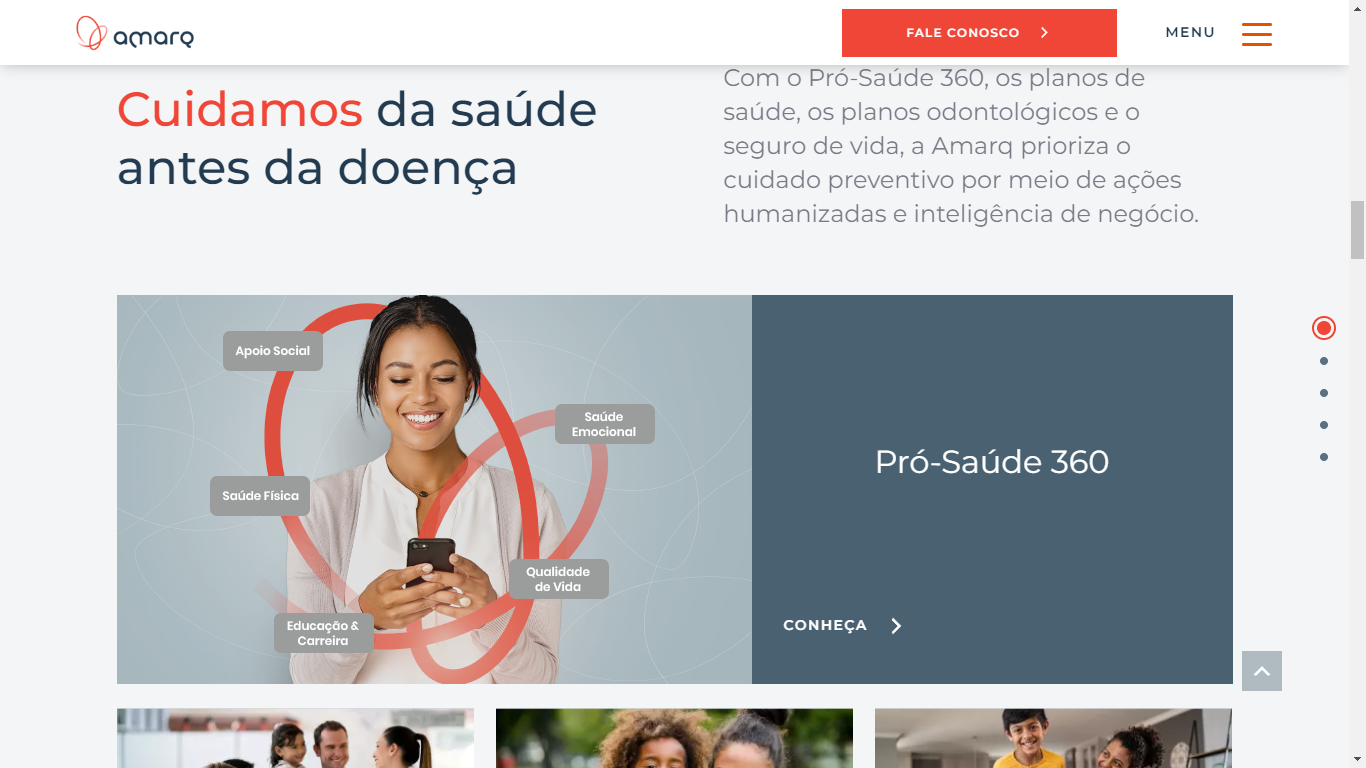 amarq
FALE CONOSCO
MENU
Cuidamos da saúde
antes da doença
Com o Pró-Saúde 360, os planos de
saúde, os planos odontológicos e o
seguro de vida, a Amarq prioriza o
cuidado preventivo por meio de ações
humanizadas e inteligência de negócio.
Apoio Social
Saúde
Emocional
Saúde Física
Qualidade
de Vida
Educação &
Carreira
Pró-Saúde 360
CONHEÇA